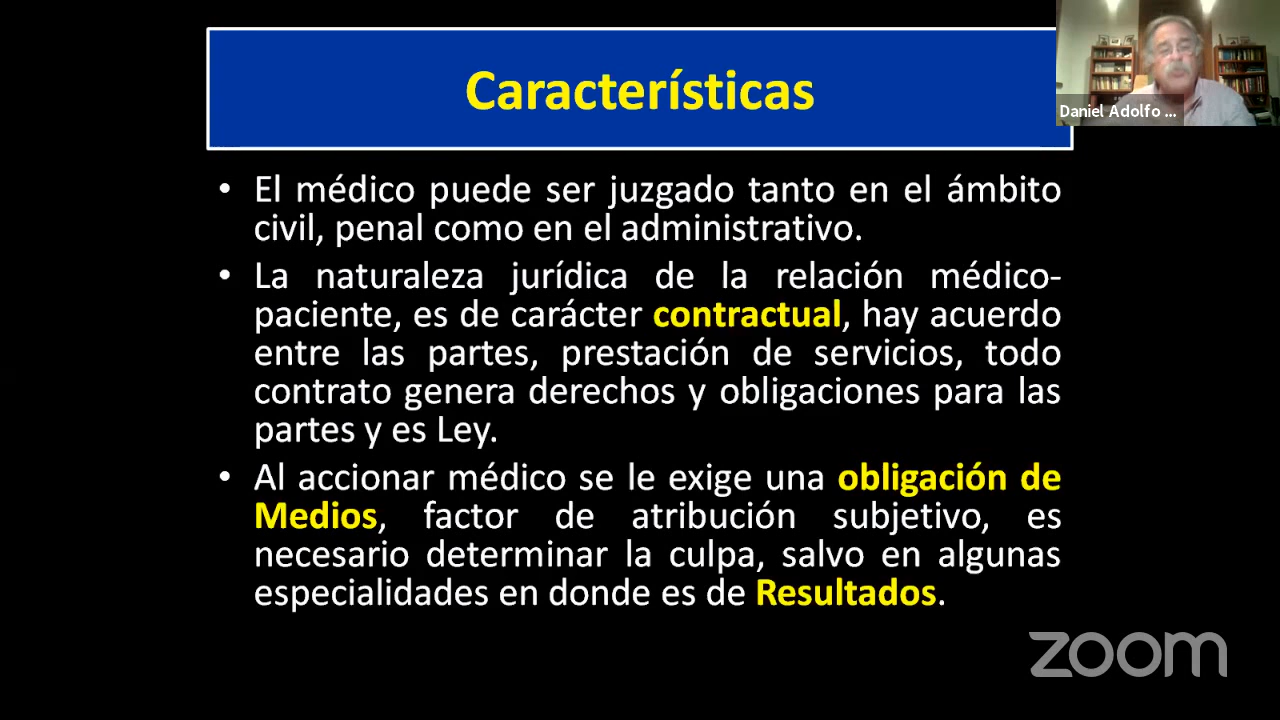 Características
Daniel Adolfo ...
• El médico puede ser juzgado tanto en el ámbito
civil, penal como en el administrativo.
• La naturaleza jurídica de la relación médico-
paciente, es de carácter contractual, hay acuerdo
entre las partes, prestación de servicios, todo
contrato genera derechos y obligaciones para las
partes y es Ley.
• Al accionar médico se le exige una obligación de
Medios, factor de atribución subjetivo, es
necesario determinar la culpa, salvo en algunas
especialidades en donde es de Resultados.
zoom